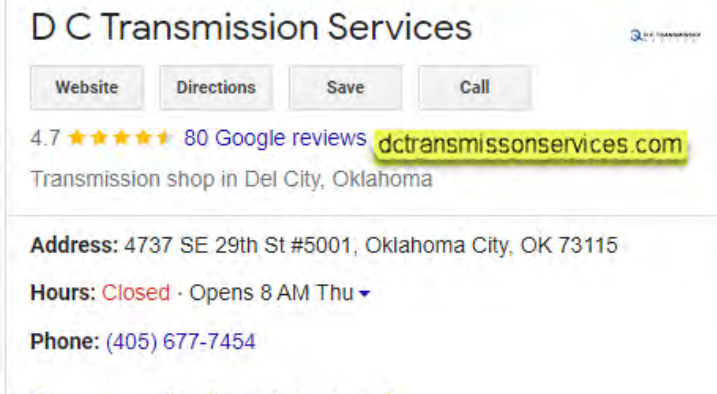 D C Transmission Services
Website Directions Save Call
4.7 80 Google reviews dctransmissonservices.com
Transmission shop in Del City, Oklahoma
Address: 4737 SE 29th St #5001, Oklahoma City, OK 73115
Hours: Closed · Opens 8 AM Thu
Phone: (405) 677-7454